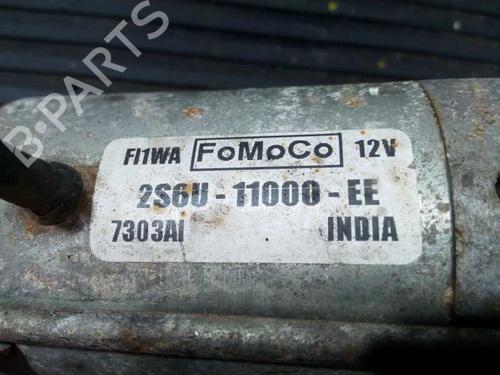 B-PARTS
FI1WA FoMoCo 12V
2S6U - 11000 - EE
7303AI INDIA